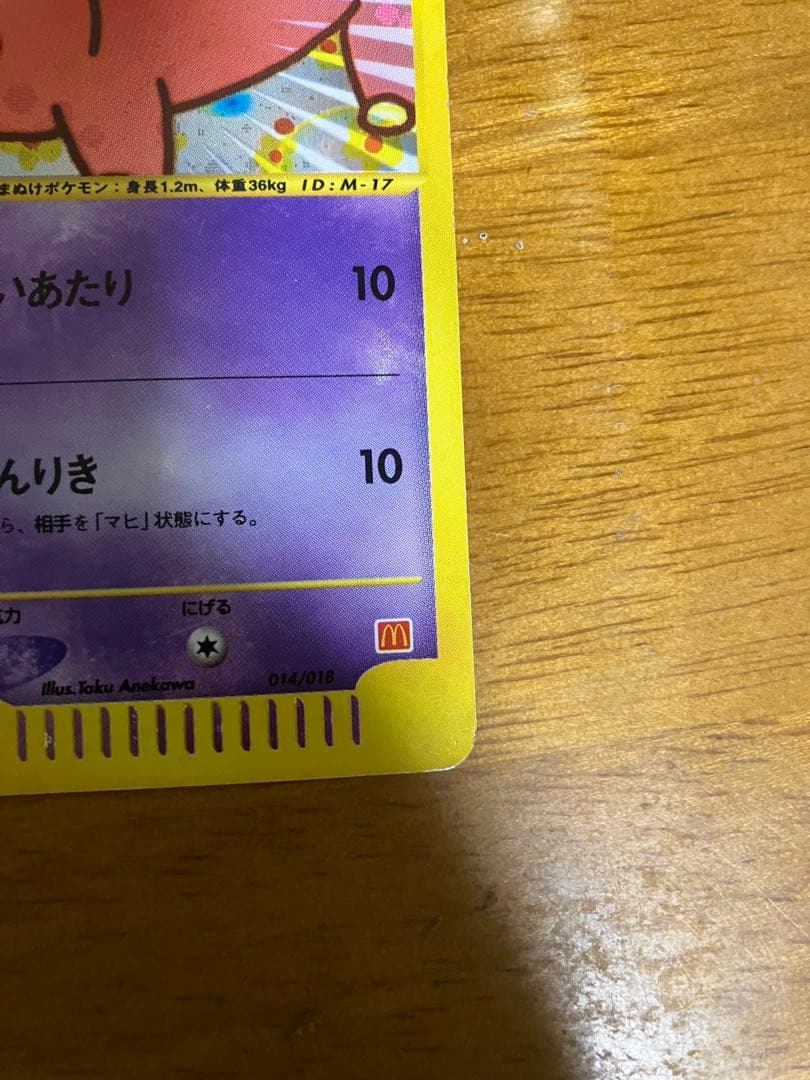 まぬけポケモン：身長1.2m、体重36kg ID:M-17
いあたり 10
んりき 10
ら、相手を「マヒ」状態にする。
力 にげる
Illus.Taku Anekawa 014/018